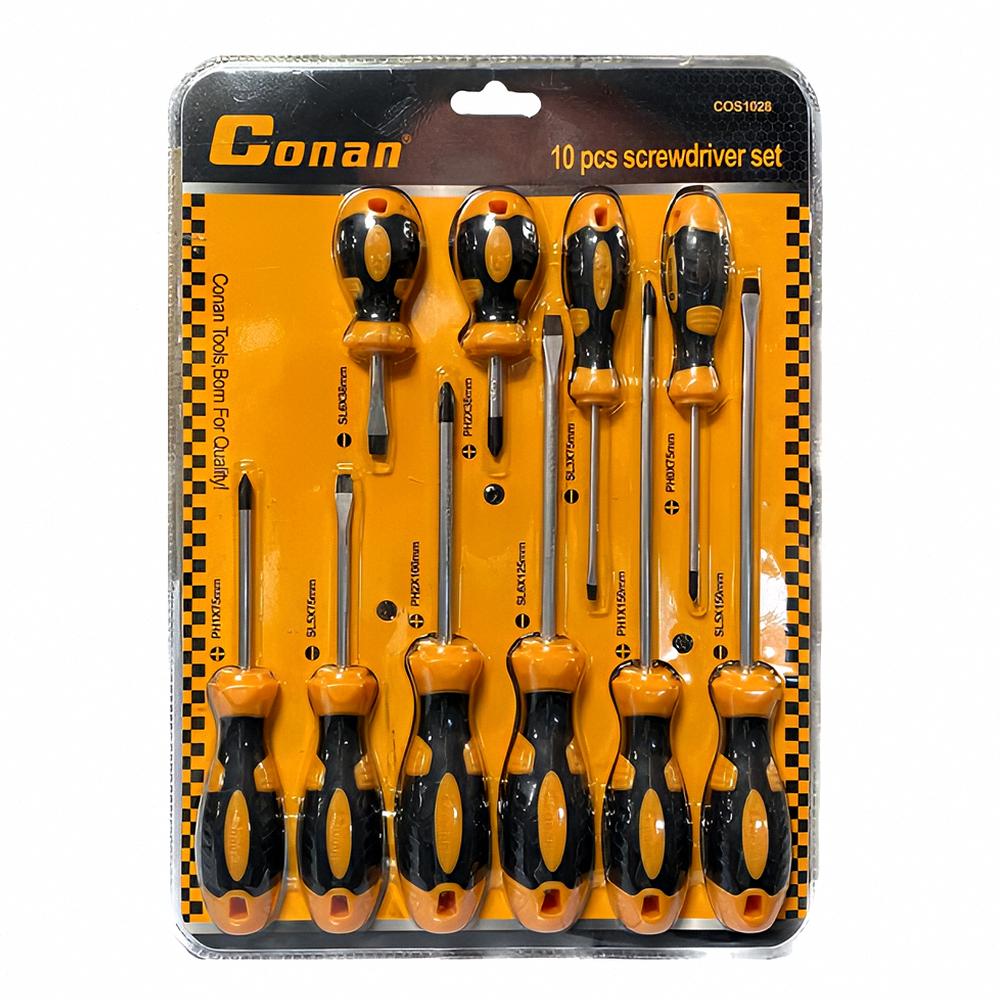 COS1028
Conan®
10 pcs screwdriver set
Conan Tools,Born For Quality!
SL6X38mm
PH2X38mm
SL3X75mm
PH0X75mm
PH1X75mm
SL5X75mm
PH2X100mm
SL6X125mm
PH1X150mm
SL5X150mm